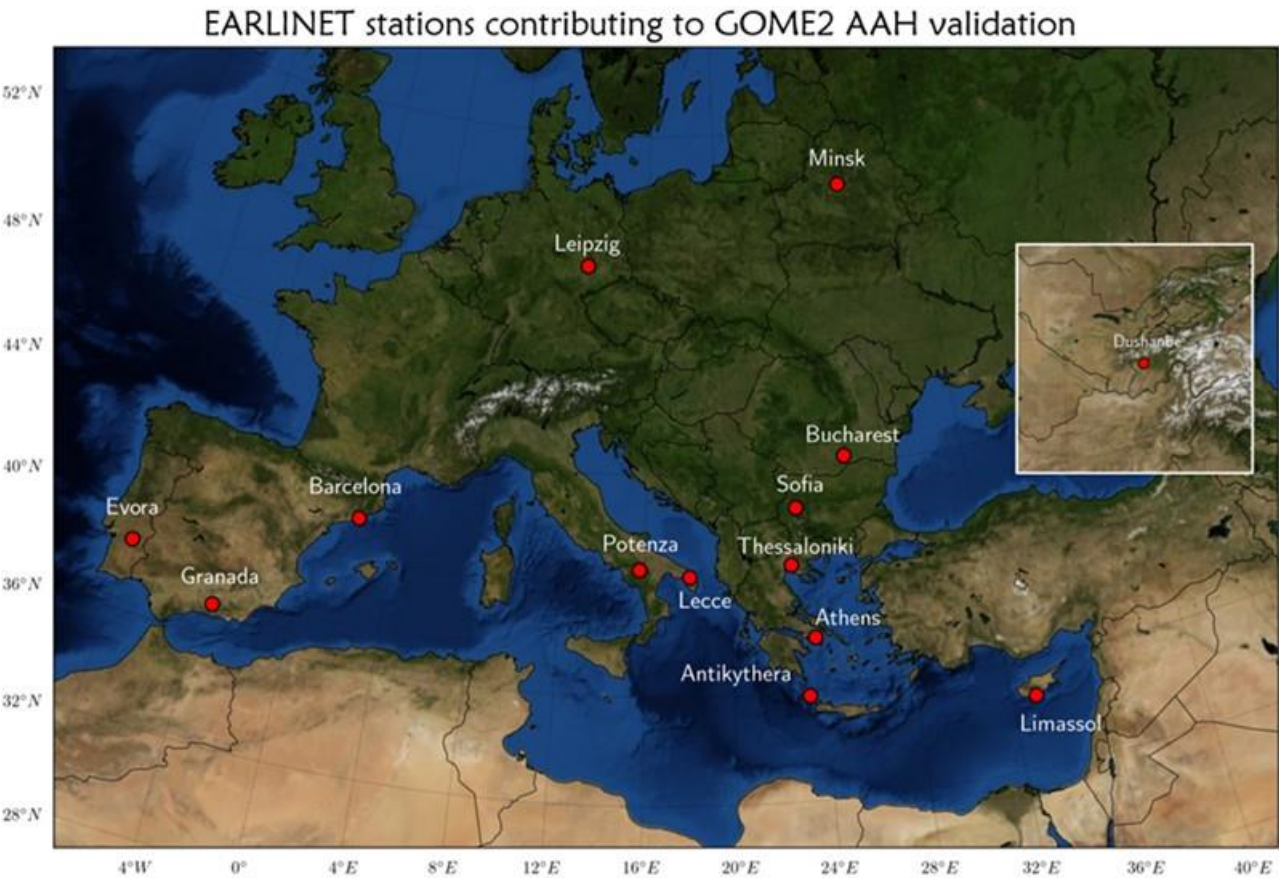 EARLINET stations contributing to GOME2 AAH validation
52°N
Minsk
48°N
Leipzig
44°N
Dushanbe
Bucharest
40°N
Barcelona
Sofia
Evora
Potenza
Thessaloniki
36°N
Granada
Lecce
Athens
Antikythera
32°N
Limassol
28°N
4°W 0° 4°E 8°E 12°E 16°E 20°E 24°E 28°E 32°E 36°E 40°E